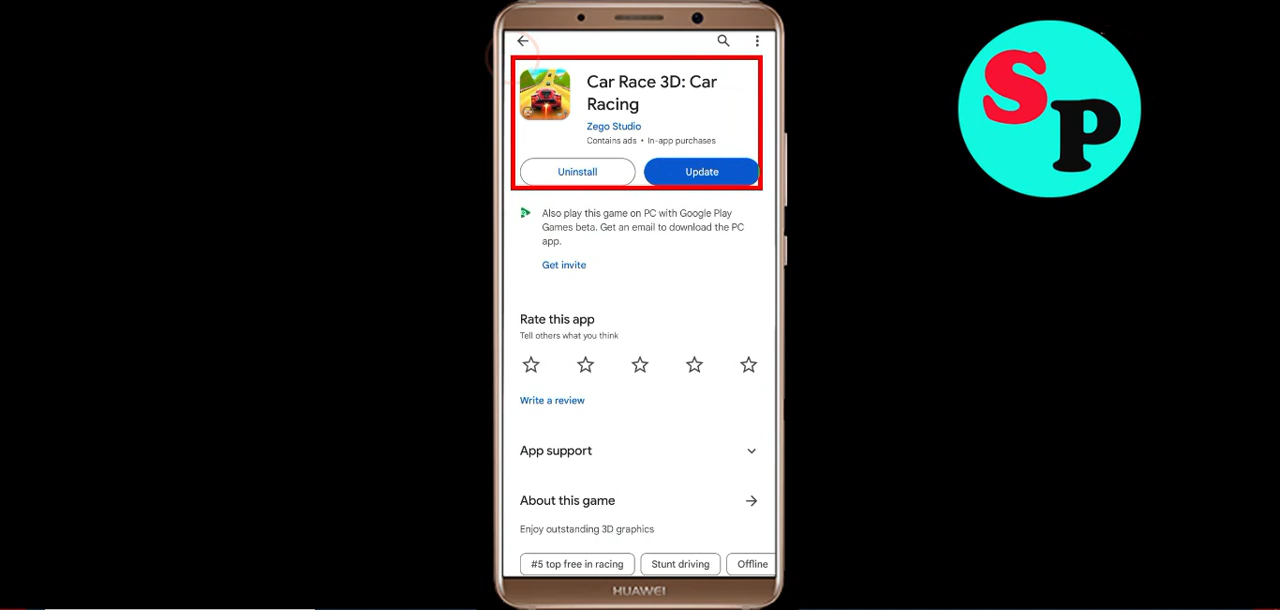 Car Race 3D: Car
Racing
Zego Studio
Contains ads • In-app purchases
Uninstall
Update
Also play this game on PC with Google Play
Games beta. Get an email to download the PC
app.
Get invite
Rate this app
Tell others what you think
Write a review
App support
About this game
Enjoy outstanding 3D graphics
#5 top free in racing
Stunt driving
Offline
HUAWEI
SP